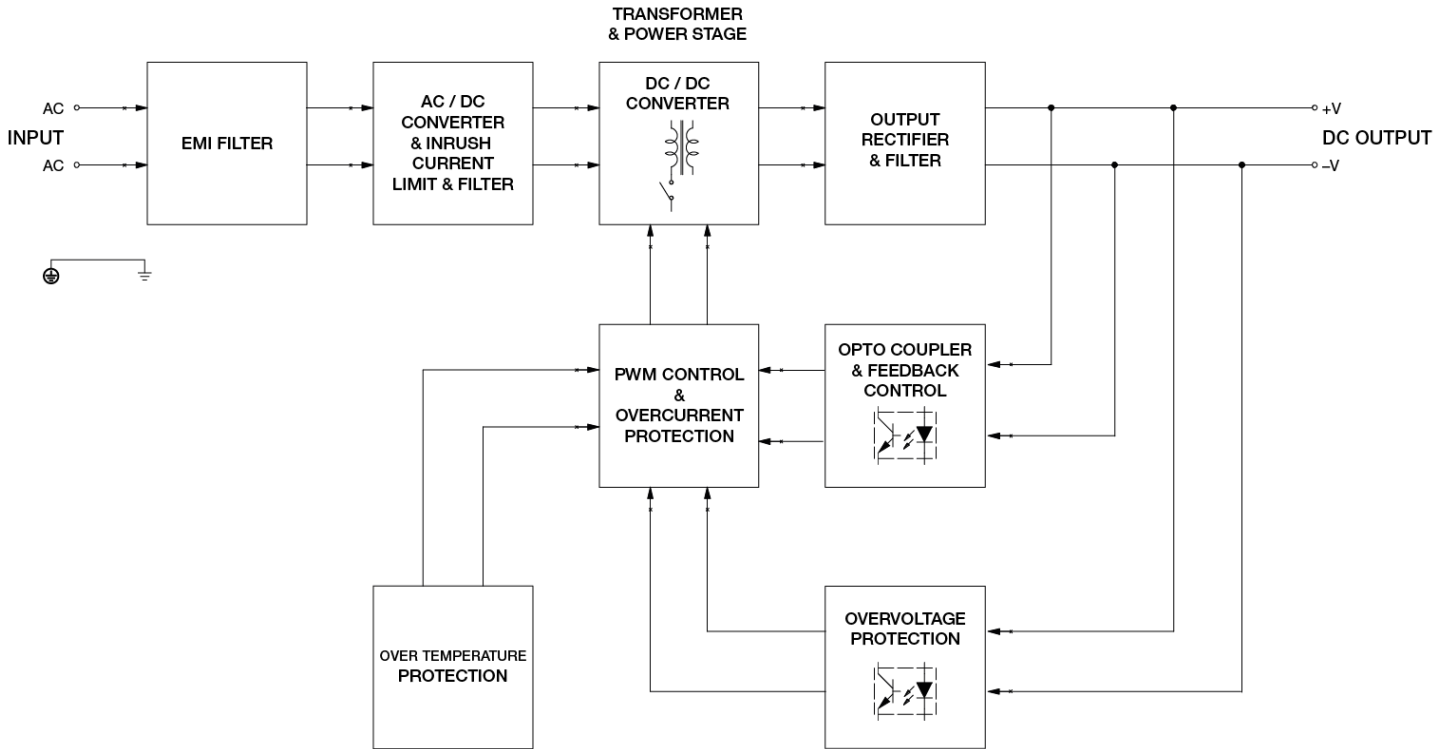 TRANSFORMER
& POWER STAGE
AC
INPUT
AC
EMI FILTER
AC / DC
CONVERTER
& INRUSH
CURRENT
LIMIT & FILTER
DC / DC
CONVERTER
OUTPUT
RECTIFIER
& FILTER
+V
DC OUTPUT
–V
PWM CONTROL
&
OVERCURRENT
PROTECTION
OPTO COUPLER
& FEEDBACK
CONTROL
OVER TEMPERATURE
PROTECTION
OVERVOLTAGE
PROTECTION